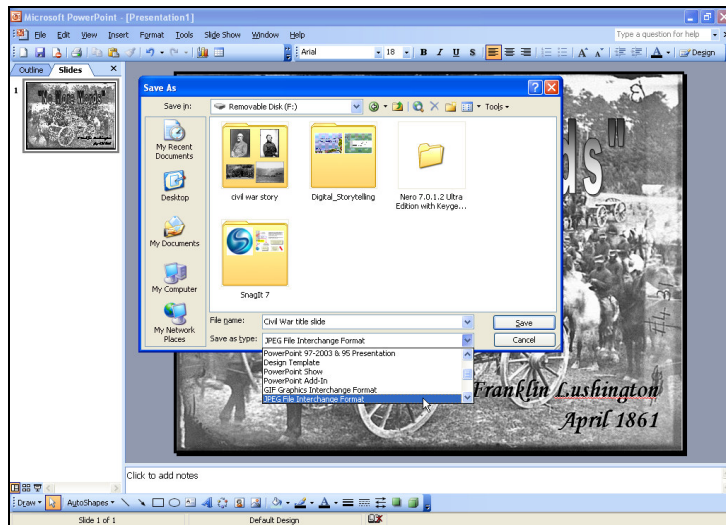 Microsoft PowerPoint - [Presentation1]
File Edit View Insert Format Tools Slide Show Window Help
Type a question for help
Arial 18 B I U S Design
Outline Slides
1
"No More Words"
Save As
Save in: Removable Disk (F:) Tools
My Recent Documents
Desktop
My Documents
My Computer
My Network Places
civil war story
Digital_Storytelling
Nero 7.0.1.2 Ultra Edition with Keyge...
SnagIt 7
File name: Civil War title slide
Save
Save as type: JPEG File Interchange Format
Cancel
PowerPoint 97-2003 & 95 Presentation
Design Template
PowerPoint Show
PowerPoint Add-In
GIF Graphics Interchange Format
JPEG File Interchange Format
Franklin Lushington
April 1861
Click to add notes
Draw AutoShapes
Slide 1 of 1
Default Design